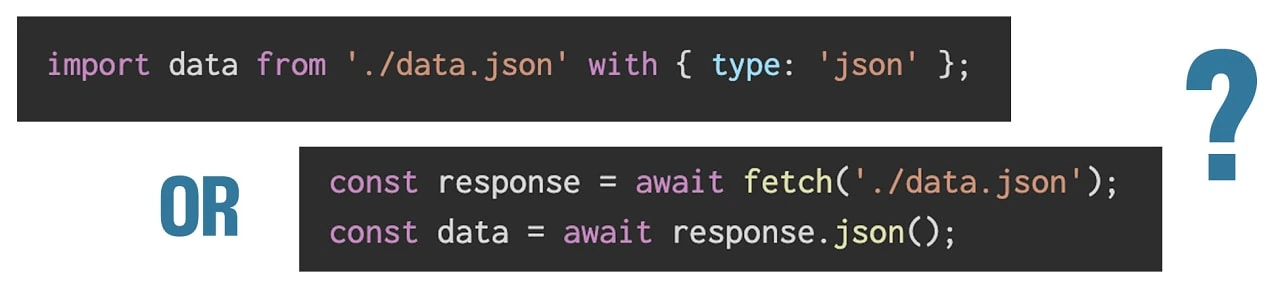 import data from './data.json' with { type: 'json' };
?
OR
const response = await fetch('./data.json');
const data = await response.json();